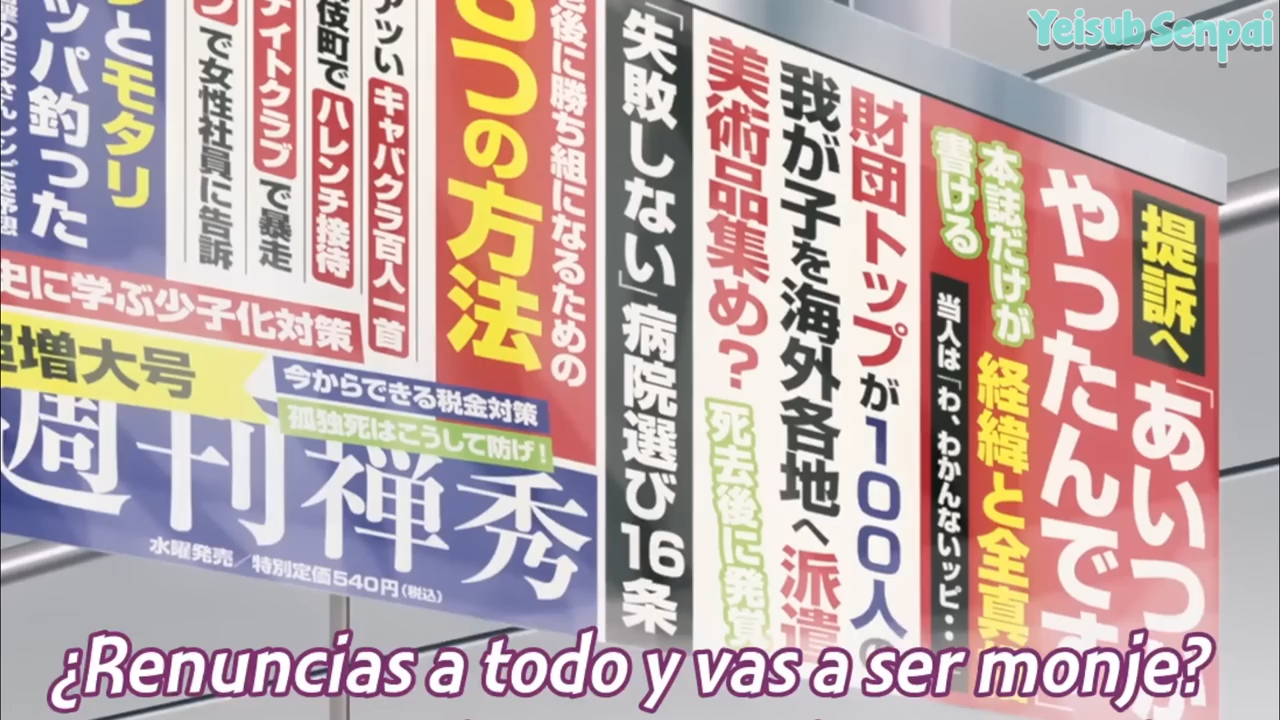 Yeisub Senpai
提訴へ
「あいつが
やったんです」
本誌だけが
書ける
経緯と全真
当人は「わ、わかんないッピ・・・
財団トップが100人の
我が子を海外各地へ派遣
美術品集め？
死去後に発
「失敗しない」病院選び16条
老後に勝ち組になるための
5つの方法
アツい キャバクラ百人一首
伎町で ハレンチ接待
ナイトクラブ で暴走
で女性社員に告訴
とモタリ
ッパ釣った
史に学ぶ少子化対策
超増大号
今からできる税金対策
孤独死はこうして防げ！
週刊禅秀
水曜発売／特別定価540円(税込)
¿Renuncias a todo y vas a ser monje?